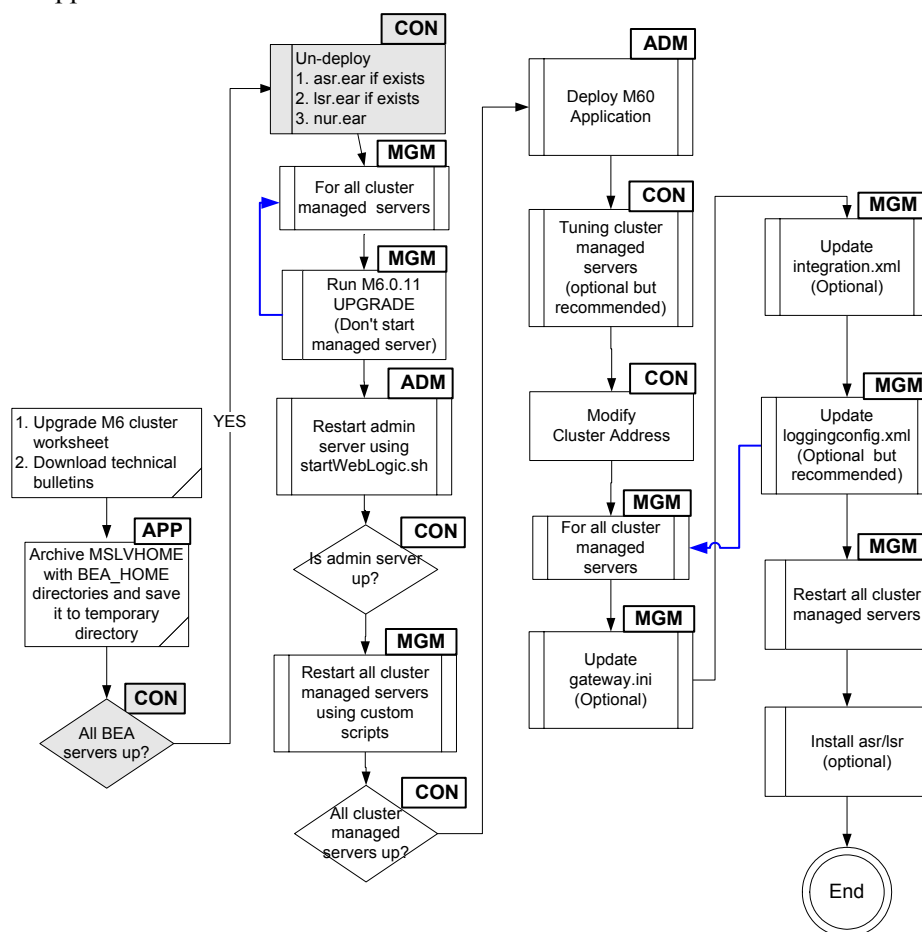 1. Upgrade M6 cluster
worksheet
2. Download technical
bulletins
APP
Archive MSLVHOME
with BEA_HOME
directories and save
it to temporary
directory
CON
All BEA
servers up?
YES
CON
Un-deploy
1. asr.ear if exists
2. lsr.ear if exists
3. nur.ear
MGM
For all cluster
managed servers
MGM
Run M6.0.11
UPGRADE
(Don't start
managed server)
ADM
Restart admin
server using
startWebLogic.sh
CON
Is admin server
up?
MGM
Restart all cluster
managed servers
using custom
scripts
CON
All cluster
managed
servers up?
ADM
Deploy M60
Application
CON
Tuning cluster
managed
servers
(optional but
recommended)
CON
Modify
Cluster Address
MGM
For all cluster
managed
servers
MGM
Update
gateway.ini
(Optional)
MGM
Update
integration.xml
(Optional)
MGM
Update
loggingconfig.xml
(Optional but
recommended)
MGM
Restart all cluster
managed servers
Install asr/lsr
(optional)
End